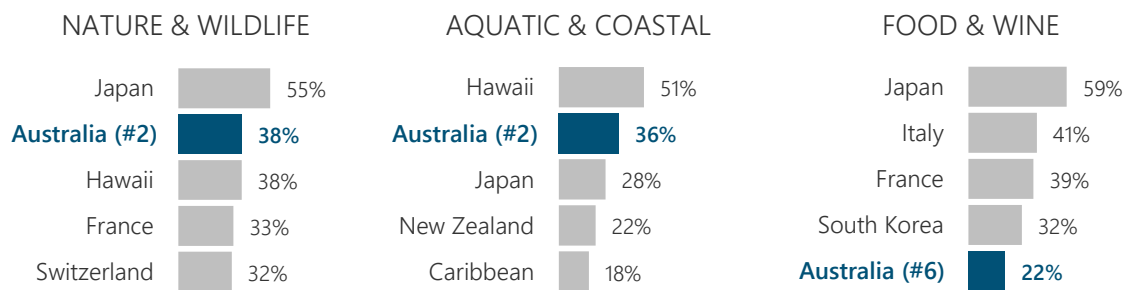 NATURE & WILDLIFE
Japan 55%
Australia (#2) 38%
Hawaii 38%
France 33%
Switzerland 32%
AQUATIC & COASTAL
Hawaii 51%
Australia (#2) 36%
Japan 28%
New Zealand 22%
Caribbean 18%
FOOD & WINE
Japan 59%
Italy 41%
France 39%
South Korea 32%
Australia (#6) 22%